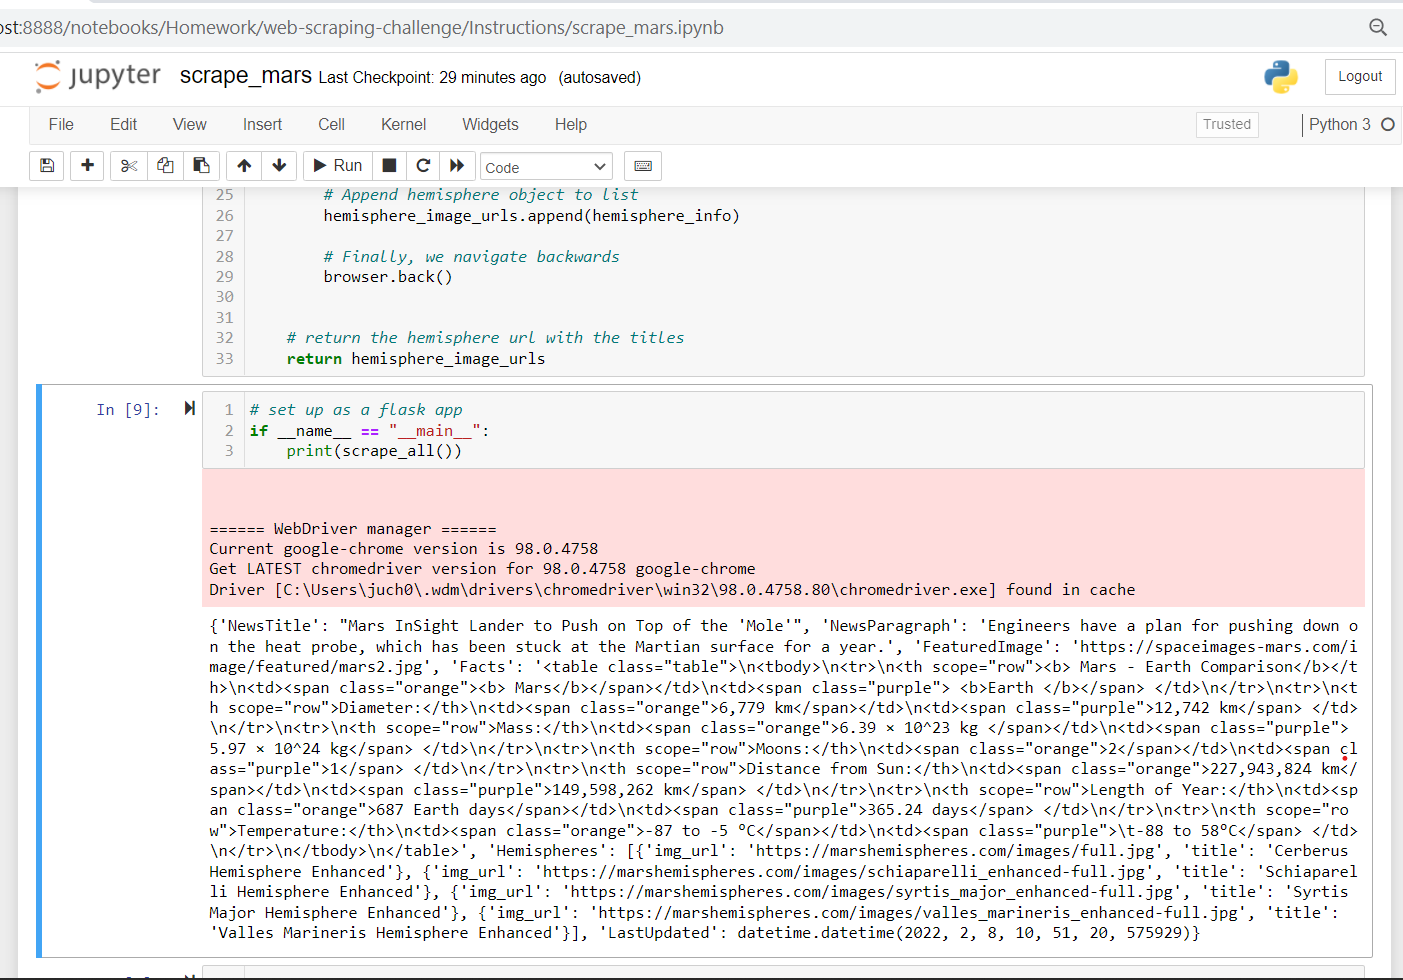 ost:8888/notebooks/Homework/web-scraping-challenge/Instructions/scrape_mars.ipynb
jupyter scrape_mars Last Checkpoint: 29 minutes ago (autosaved)
Logout
File Edit View Insert Cell Kernel Widgets Help Trusted Python 3
Run Code
25 # Append hemisphere object to list
26 hemisphere_image_urls.append(hemisphere_info)
27
28 # Finally, we navigate backwards
29 browser.back()
30
31
32 # return the hemisphere url with the titles
33 return hemisphere_image_urls
In [9]: 1 # set up as a flask app
2 if __name__ == "__main__":
3 print(scrape_all())
====== WebDriver manager ======
Current google-chrome version is 98.0.4758
Get LATEST chromedriver version for 98.0.4758 google-chrome
Driver [C:\Users\juch0\.wdm\drivers\chromedriver\win32\98.0.4758.80\chromedriver.exe] found in cache
{'NewsTitle': "Mars InSight Lander to Push on Top of the 'Mole'", 'NewsParagraph': 'Engineers have a plan for pushing down o
n the heat probe, which has been stuck at the Martian surface for a year.', 'FeaturedImage': 'https://spaceimages-mars.com/i
mage/featured/mars2.jpg', 'Facts': '<table class="table">\n<tbody>\n<tr>\n<th scope="row"><b> Mars - Earth Comparison</b></t
h>\n<td><span class="orange"><b> Mars</b></span></td>\n<td><span class="purple"> <b>Earth </b></span> </td>\n</tr>\n<tr>\n<t
h scope="row">Diameter:</th>\n<td><span class="orange">6,779 km</span></td>\n<td><span class="purple">12,742 km</span> </td>
\n</tr>\n<tr>\n<th scope="row">Mass:</th>\n<td><span class="orange">6.39 × 10^23 kg </span></td>\n<td><span class="purple">
5.97 × 10^24 kg</span> </td>\n</tr>\n<tr>\n<th scope="row">Moons:</th>\n<td><span class="orange">2</span></td>\n<td><span cl
ass="purple">1</span> </td>\n</tr>\n<tr>\n<th scope="row">Distance from Sun:</th>\n<td><span class="orange">227,943,824 km</
span></td>\n<td><span class="purple">149,598,262 km</span> </td>\n</tr>\n<tr>\n<th scope="row">Length of Year:</th>\n<td><sp
an class="orange">687 Earth days</span></td>\n<td><span class="purple">365.24 days</span> </td>\n</tr>\n<tr>\n<th scope="ro
w">Temperature:</th>\n<td><span class="orange">-87 to -5 °C</span></td>\n<td><span class="purple">\t-88 to 58°C</span> </td>
\n</tr>\n</tbody>\n</table>', 'Hemispheres': [{'img_url': 'https://marshemispheres.com/images/full.jpg', 'title': 'Cerberus
Hemisphere Enhanced'}, {'img_url': 'https://marshemispheres.com/images/schiaparelli_enhanced-full.jpg', 'title': 'Schiaparel
li Hemisphere Enhanced'}, {'img_url': 'https://marshemispheres.com/images/syrtis_major_enhanced-full.jpg', 'title': 'Syrtis
Major Hemisphere Enhanced'}, {'img_url': 'https://marshemispheres.com/images/valles_marineris_enhanced-full.jpg', 'title':
'Valles Marineris Hemisphere Enhanced'}], 'LastUpdated': datetime.datetime(2022, 2, 8, 10, 51, 20, 575929)}